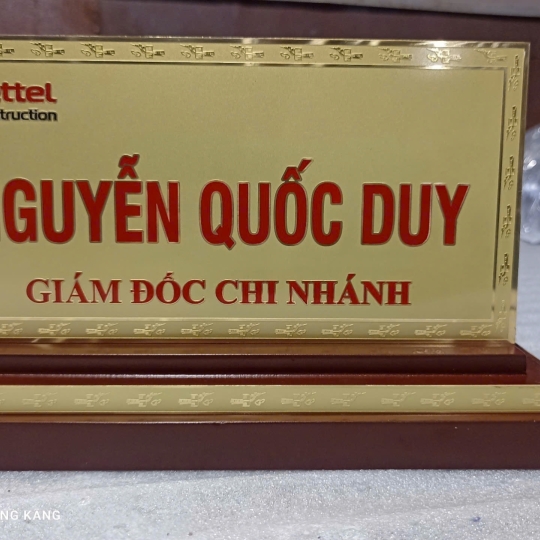 ttel
truction
GUYỄN QUỐC DUY
GIÁM ĐỐC CHI NHÁNH
NG KANG